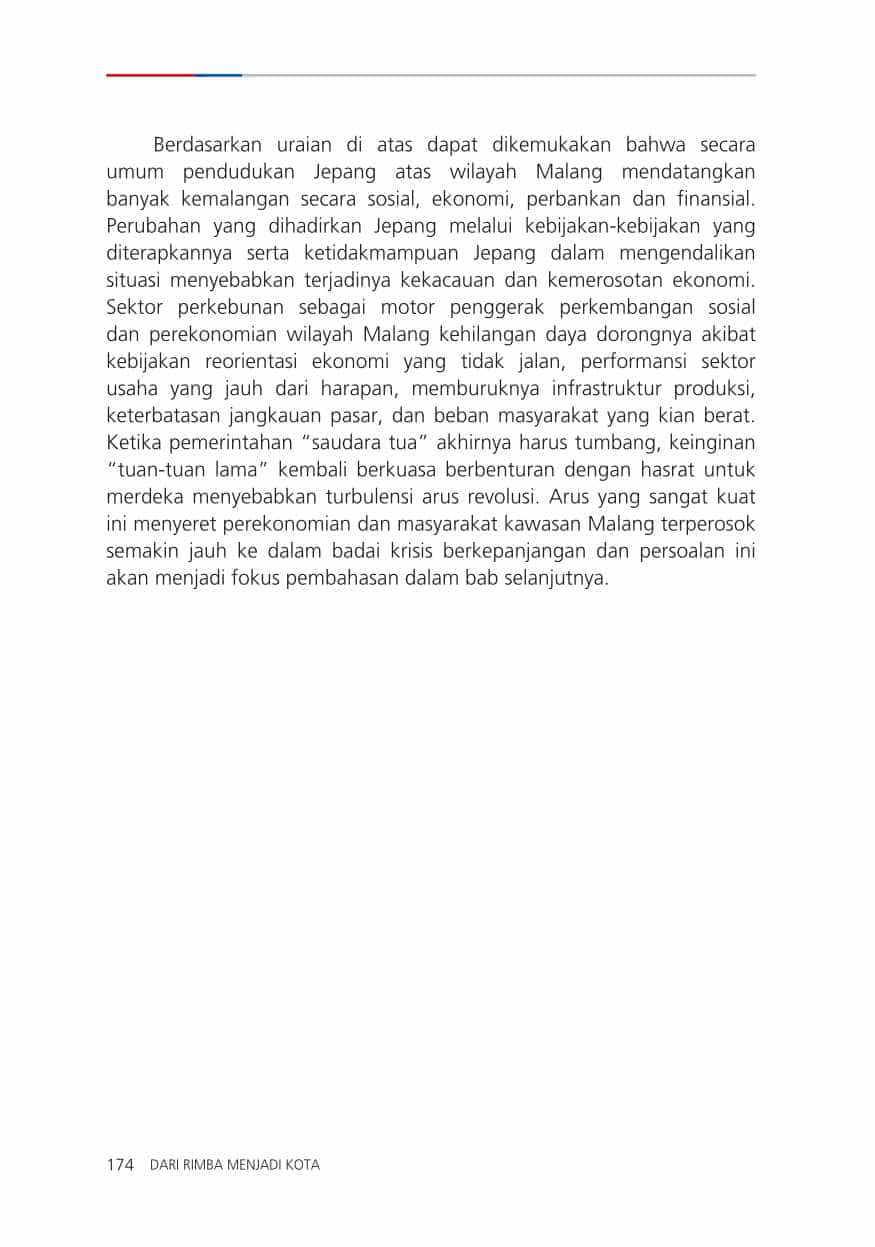 Berdasarkan uraian di atas dapat dikemukakan bahwa secara
umum pendudukan Jepang atas wilayah Malang mendatangkan
banyak kemalangan secara sosial, ekonomi, perbankan dan finansial.
Perubahan yang dihadirkan Jepang melalui kebijakan-kebijakan yang
diterapkannya serta ketidakmampuan Jepang dalam mengendalikan
situasi menyebabkan terjadinya kekacauan dan kemerosotan ekonomi.
Sektor perkebunan sebagai motor penggerak perkembangan sosial
dan perekonomian wilayah Malang kehilangan daya dorongnya akibat
kebijakan reorientasi ekonomi yang tidak jalan, performansi sektor
usaha yang jauh dari harapan, memburuknya infrastruktur produksi,
keterbatasan jangkauan pasar, dan beban masyarakat yang kian berat.
Ketika pemerintahan “saudara tua” akhirnya harus tumbang, keinginan
“tuan-tuan lama” kembali berkuasa berbenturan dengan hasrat untuk
merdeka menyebabkan turbulensi arus revolusi. Arus yang sangat kuat
ini menyeret perekonomian dan masyarakat kawasan Malang terperosok
semakin jauh ke dalam badai krisis berkepanjangan dan persoalan ini
akan menjadi fokus pembahasan dalam bab selanjutnya.
174 DARI RIMBA MENJADI KOTA